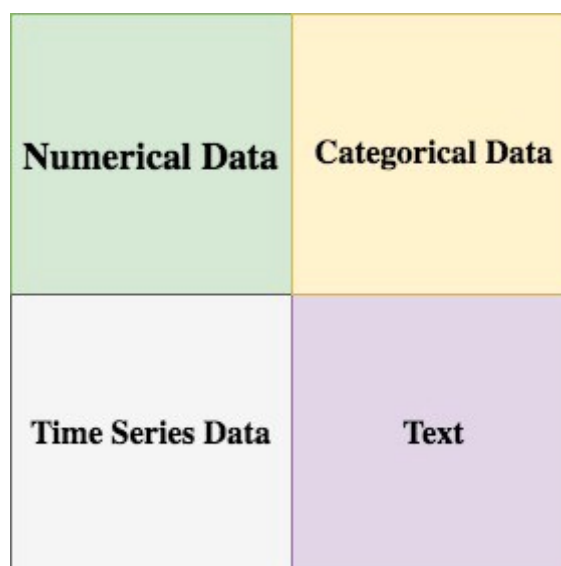 Numerical Data
Categorical Data
Time Series Data
Text